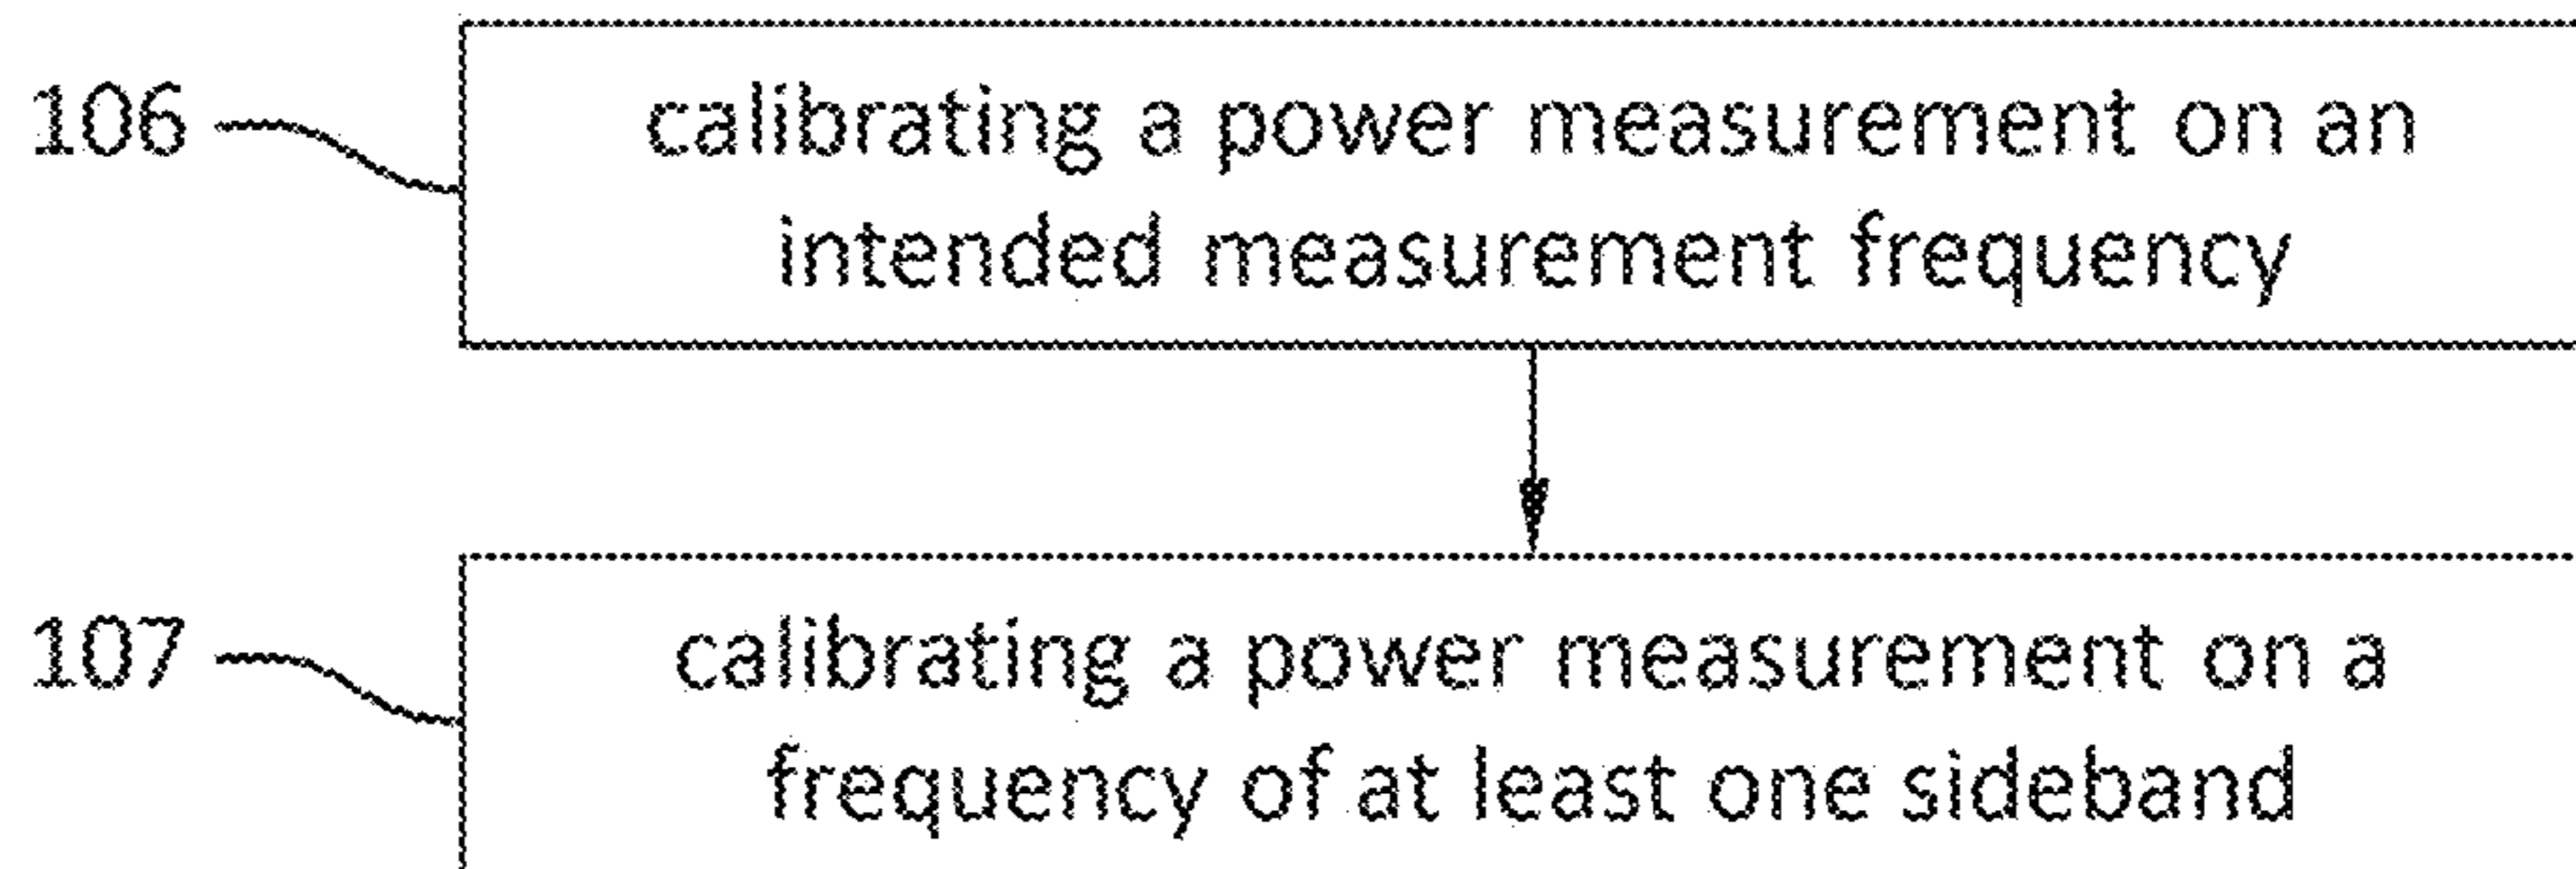 106
calibrating a power measurement on an
intended measurement frequency
107
calibrating a power measurement on a
frequency of at least one sideband